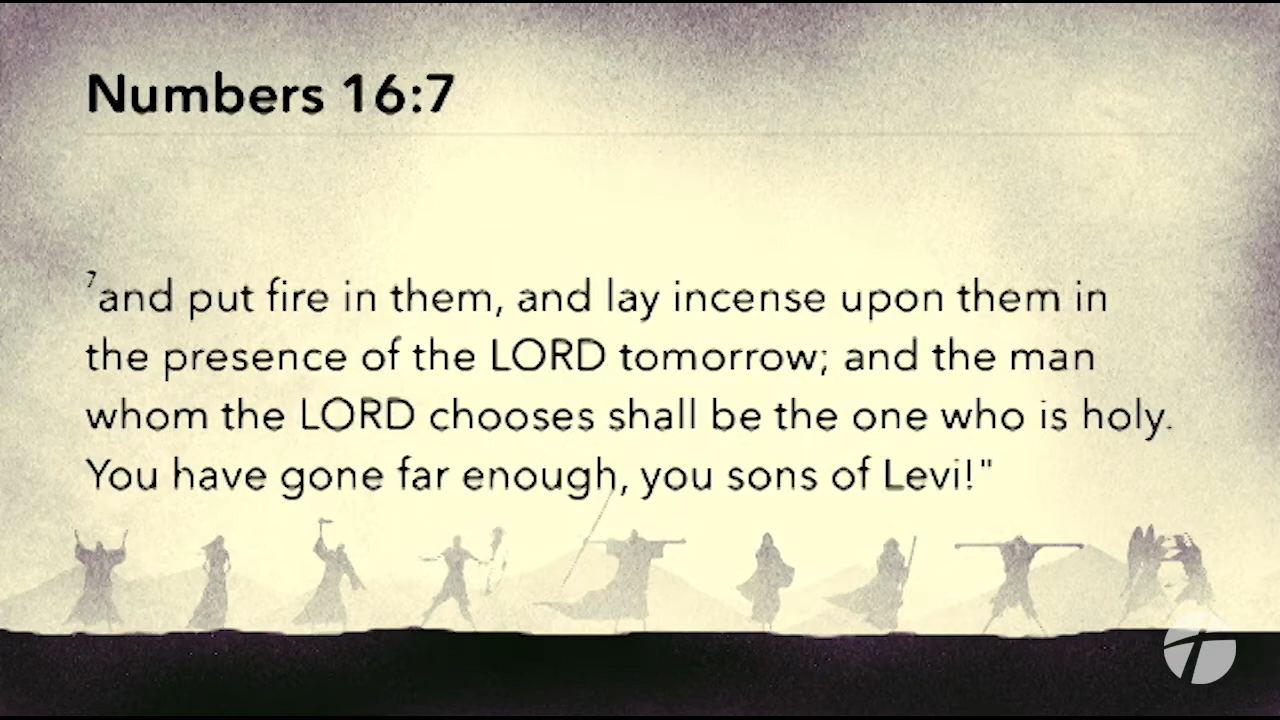 Numbers 16:7
7and put fire in them, and lay incense upon them in
the presence of the LORD tomorrow; and the man
whom the LORD chooses shall be the one who is holy.
You have gone far enough, you sons of Levi!"